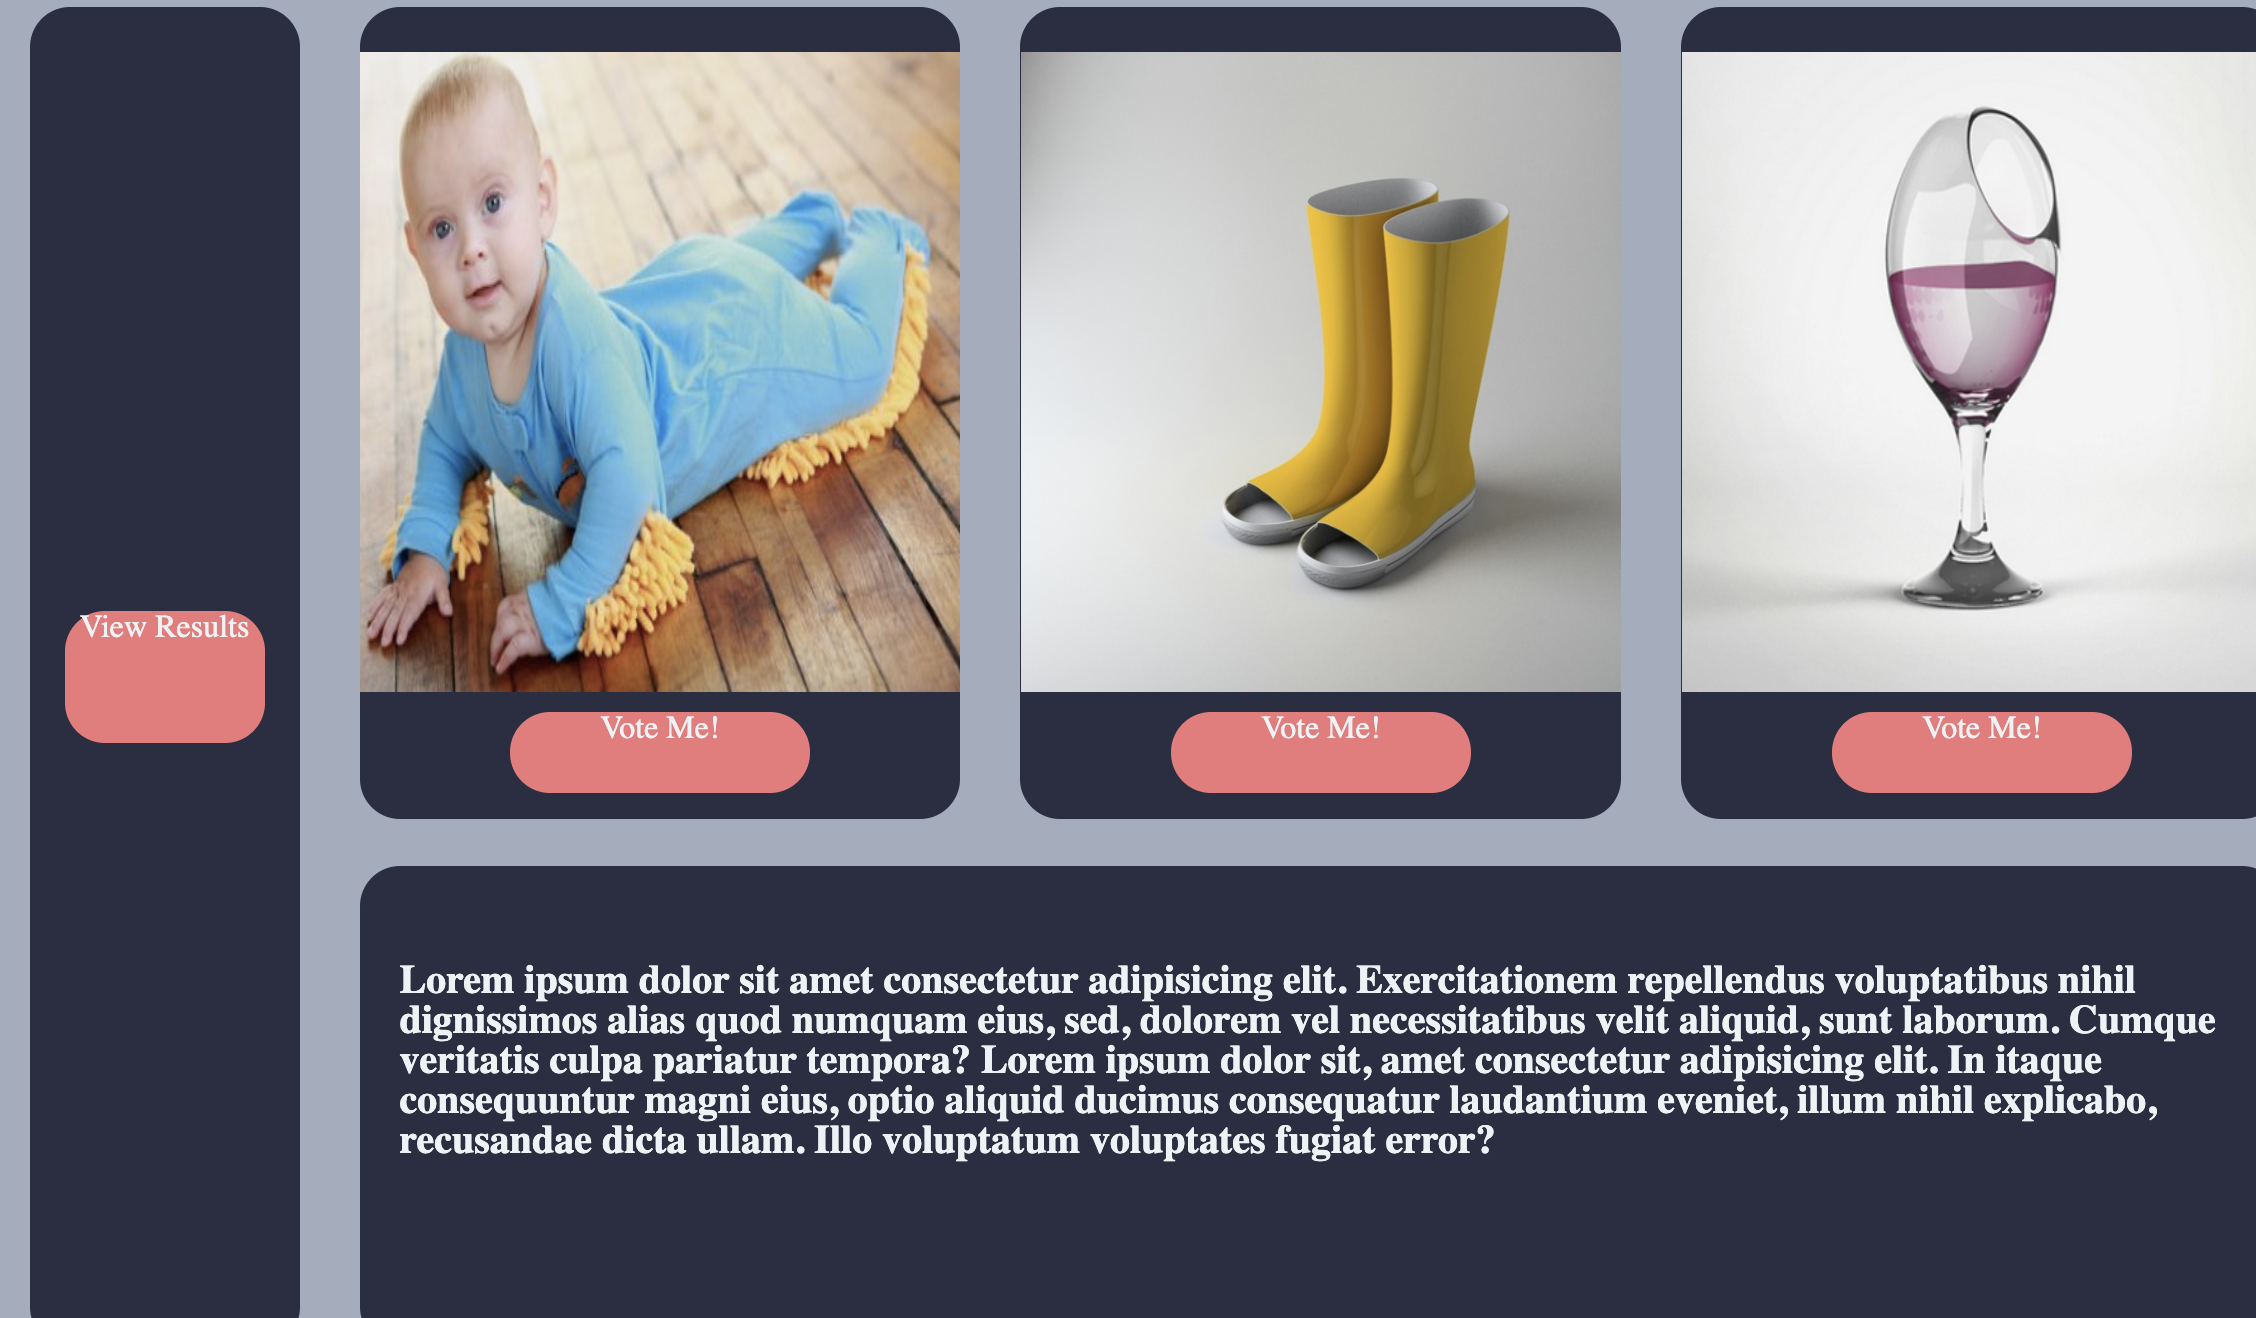 View Results
Vote Me!
Vote Me!
Vote Me!
Lorem ipsum dolor sit amet consectetur adipisicing elit. Exercitationem repellendus voluptatibus nihil
dignissimos alias quod numquam eius, sed, dolorem vel necessitatibus velit aliquid, sunt laborum. Cumque
veritatis culpa pariatur tempora? Lorem ipsum dolor sit, amet consectetur adipisicing elit. In itaque
consequuntur magni eius, optio aliquid ducimus consequatur laudantium eveniet, illum nihil explicabo,
recusandae dicta ullam. Illo voluptatum voluptates fugiat error?